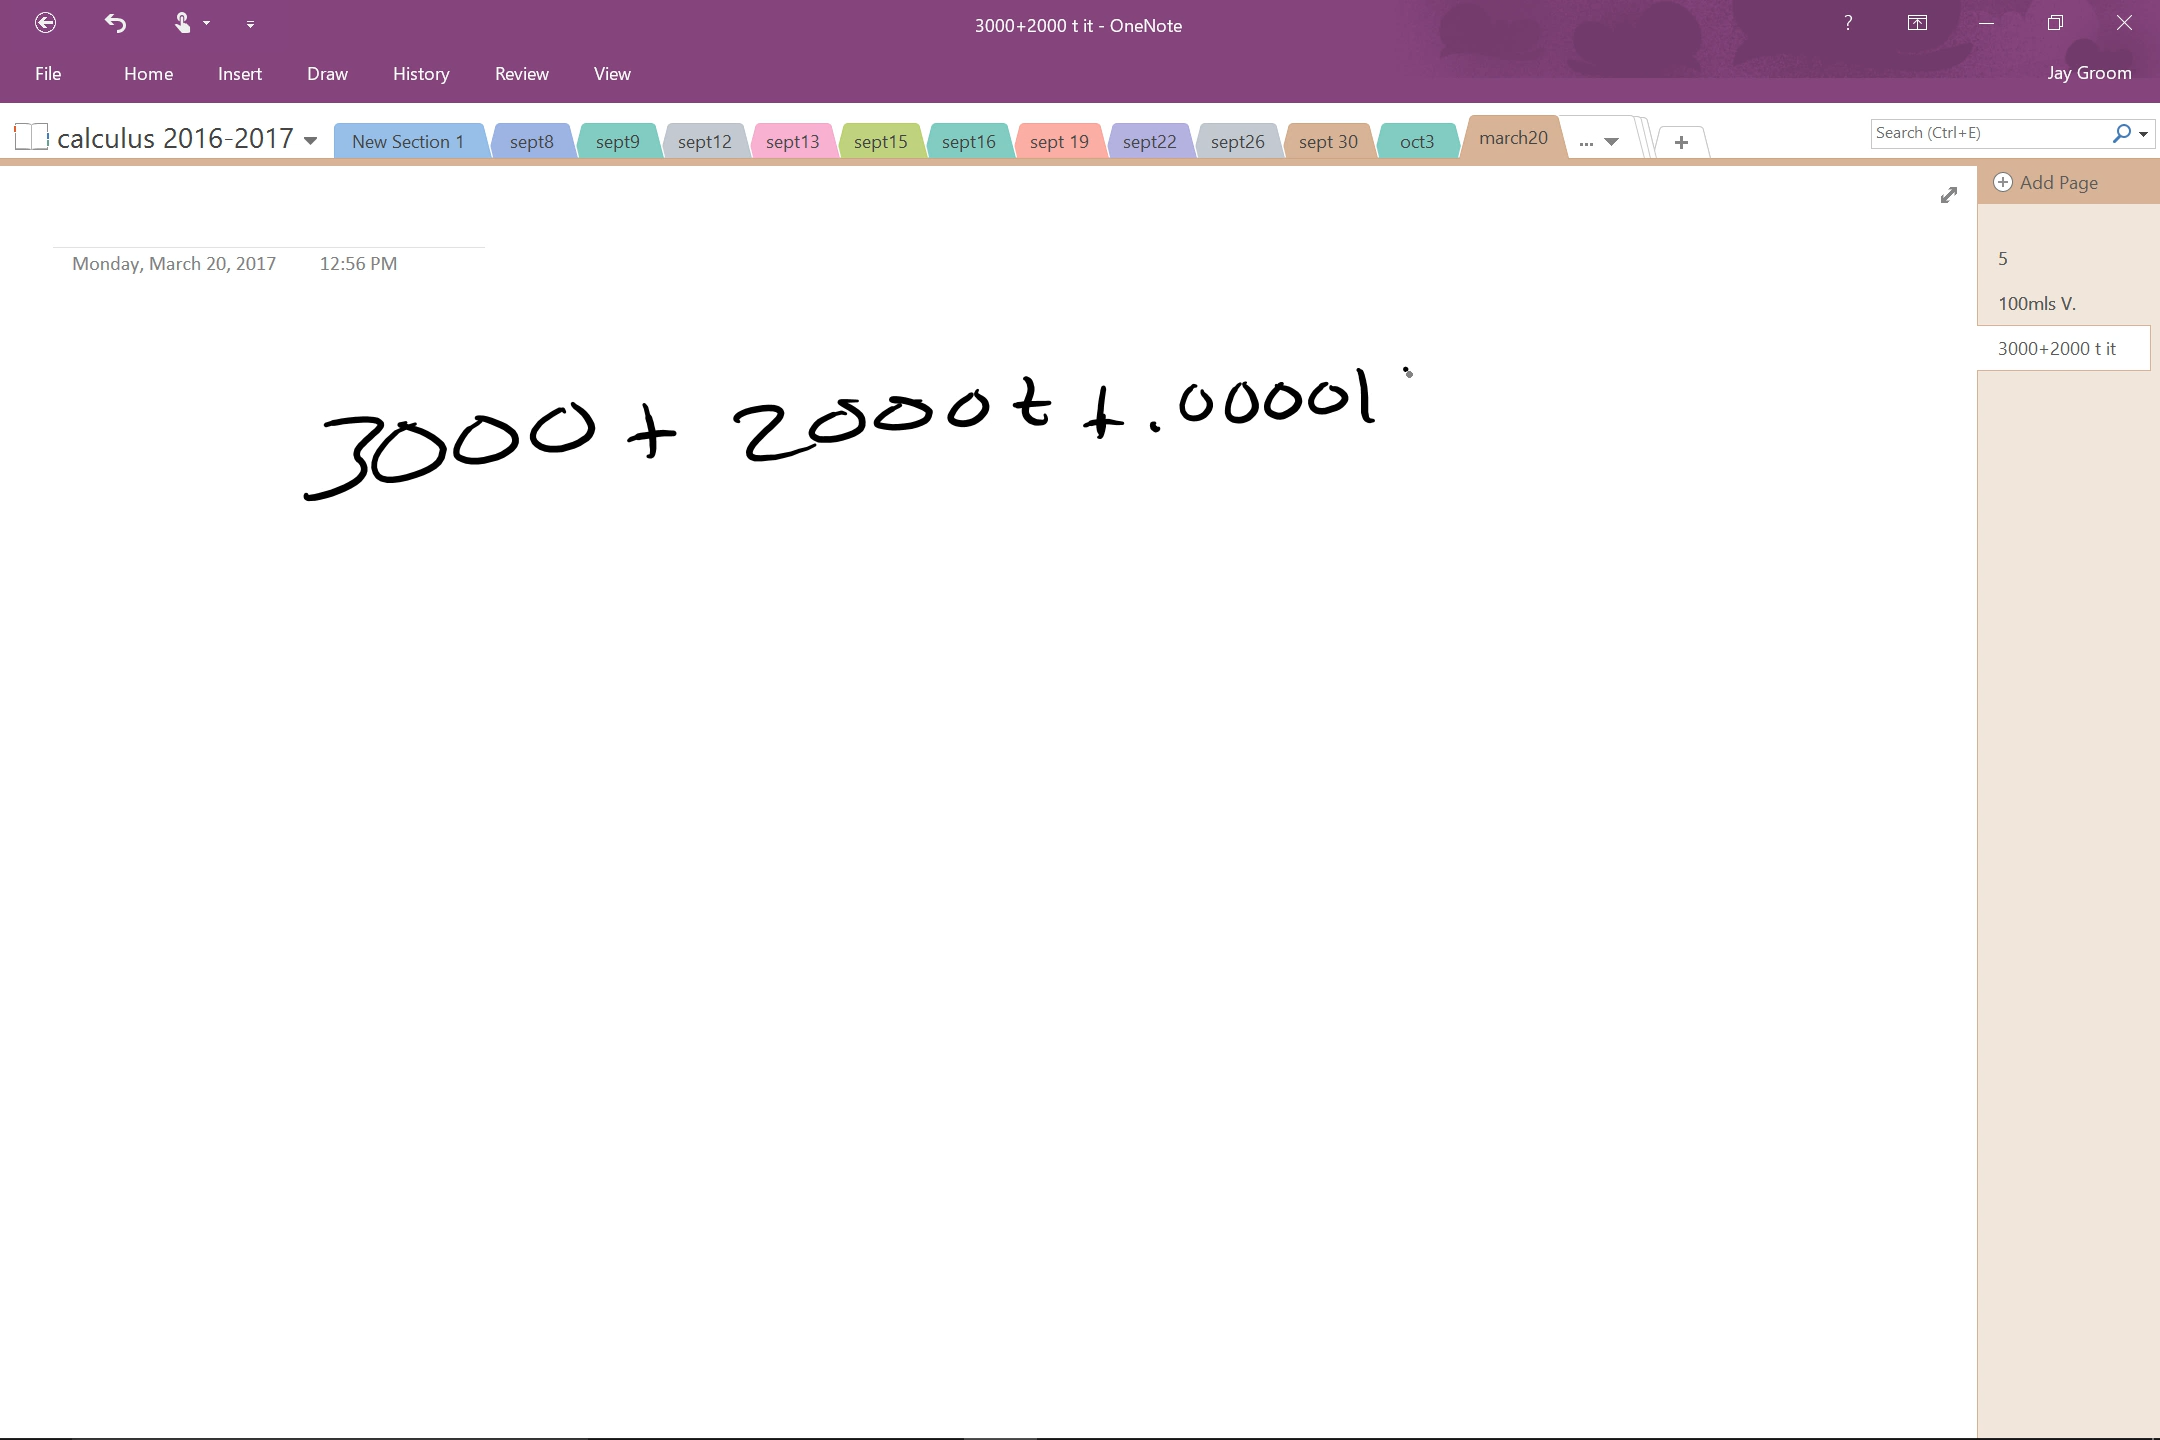 3000+2000 t it - OneNote
?
File Home Insert Draw History Review View
Jay Groom
calculus 2016-2017
New Section 1 sept8 sept9 sept12 sept13 sept15 sept16 sept 19 sept22 sept26 sept 30 oct3 march20 ...
Search (Ctrl+E)
Add Page
Monday, March 20, 2017 12:56 PM
5
100mls V.
3000+2000 t it
3000 + 2000t + .00001